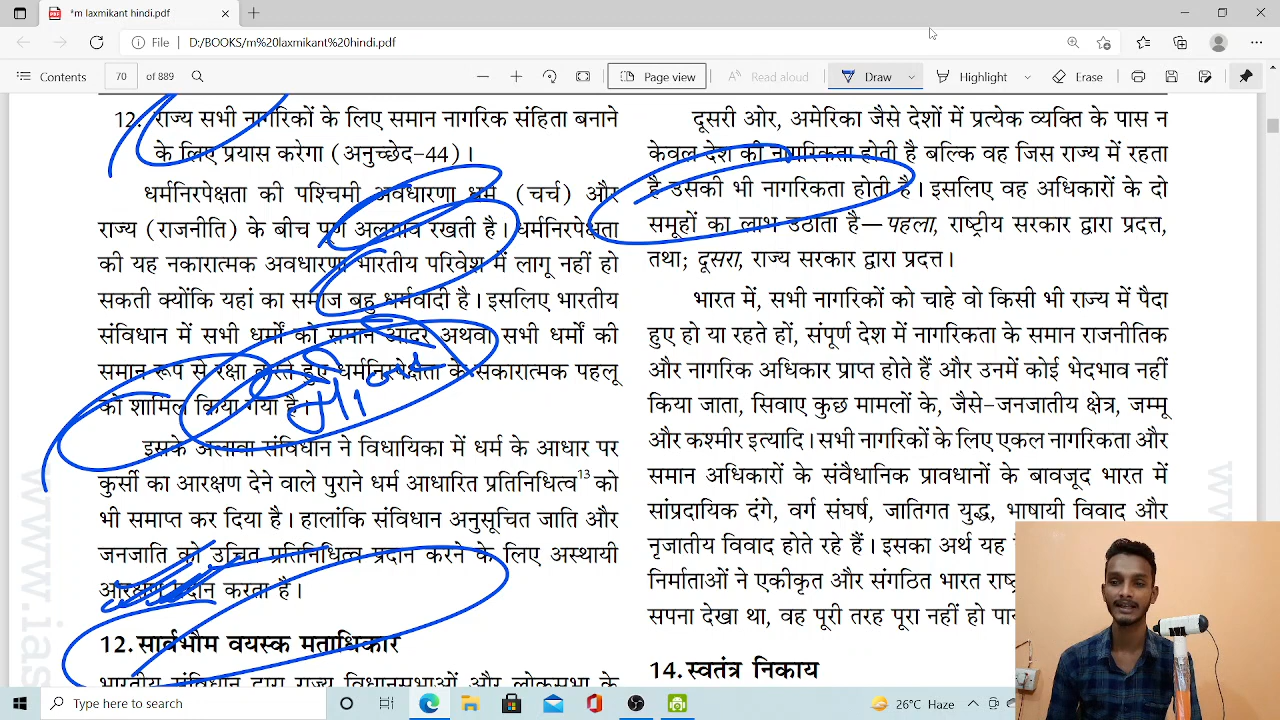 *m laxmikant hindi.pdf
File D:/BOOKS/m%20laxmikant%20hindi.pdf
Contents 70 of 889 Page view Read aloud Draw Highlight Erase
12. राज्य सभी नागरिकों के लिए समान नागरिक संहिता बनाने
के लिए प्रयास करेगा (अनुच्छेद-44)।
धर्मनिरपेक्षता की पश्चिमी अवधारणा धर्म (चर्च) और
राज्य (राजनीति) के बीच पूर्ण अलगाव रखती है। धर्मनिरपेक्षता
की यह नकारात्मक अवधारणा भारतीय परिवेश में लागू नहीं हो
सकती क्योंकि यहां का समाज बहु धर्मवादी है। इसलिए भारतीय
संविधान में सभी धर्मों को समान आदर अथवा सभी धर्मों की
समान रूप से रक्षा करते हुए धर्मनिरपेक्षता के सकारात्मक पहलू
को शामिल किया गया है।
इसके अलावा संविधान ने विधायिका में धर्म के आधार पर
कुर्सी का आरक्षण देने वाले पुराने धर्म आधारित प्रतिनिधित्व13 को
भी समाप्त कर दिया है। हालांकि संविधान अनुसूचित जाति और
जनजाति को उचित प्रतिनिधित्व प्रदान करने के लिए अस्थायी
आरक्षण प्रदान करता है।
12. सार्वभौम वयस्क मताधिकार
भारतीय संविधान द्वारा राज्य विधानसभाओं और लोकसभा के
दूसरी ओर, अमेरिका जैसे देशों में प्रत्येक व्यक्ति के पास न
केवल देश की नागरिकता होती है बल्कि वह जिस राज्य में रहता
है उसकी भी नागरिकता होती है। इसलिए वह अधिकारों के दो
समूहों का लाभ उठाता है—पहला, राष्ट्रीय सरकार द्वारा प्रदत्त,
तथा; दूसरा, राज्य सरकार द्वारा प्रदत्त।
भारत में, सभी नागरिकों को चाहे वो किसी भी राज्य में पैदा
हुए हो या रहते हों, संपूर्ण देश में नागरिकता के समान राजनीतिक
और नागरिक अधिकार प्राप्त होते हैं और उनमें कोई भेदभाव नहीं
किया जाता, सिवाए कुछ मामलों के, जैसे-जनजातीय क्षेत्र, जम्मू
और कश्मीर इत्यादि। सभी नागरिकों के लिए एकल नागरिकता और
समान अधिकारों के संवैधानिक प्रावधानों के बावजूद भारत में
सांप्रदायिक दंगे, वर्ग संघर्ष, जातिगत युद्ध, भाषायी विवाद और
नृजातीय विवाद होते रहे हैं। इसका अर्थ यह
निर्माताओं ने एकीकृत और संगठित भारत
सपना देखा था, वह पूरी तरह पूरा नहीं हो
14. स्वतंत्र निकाय
www.ias
Type here to search 26°C Haze